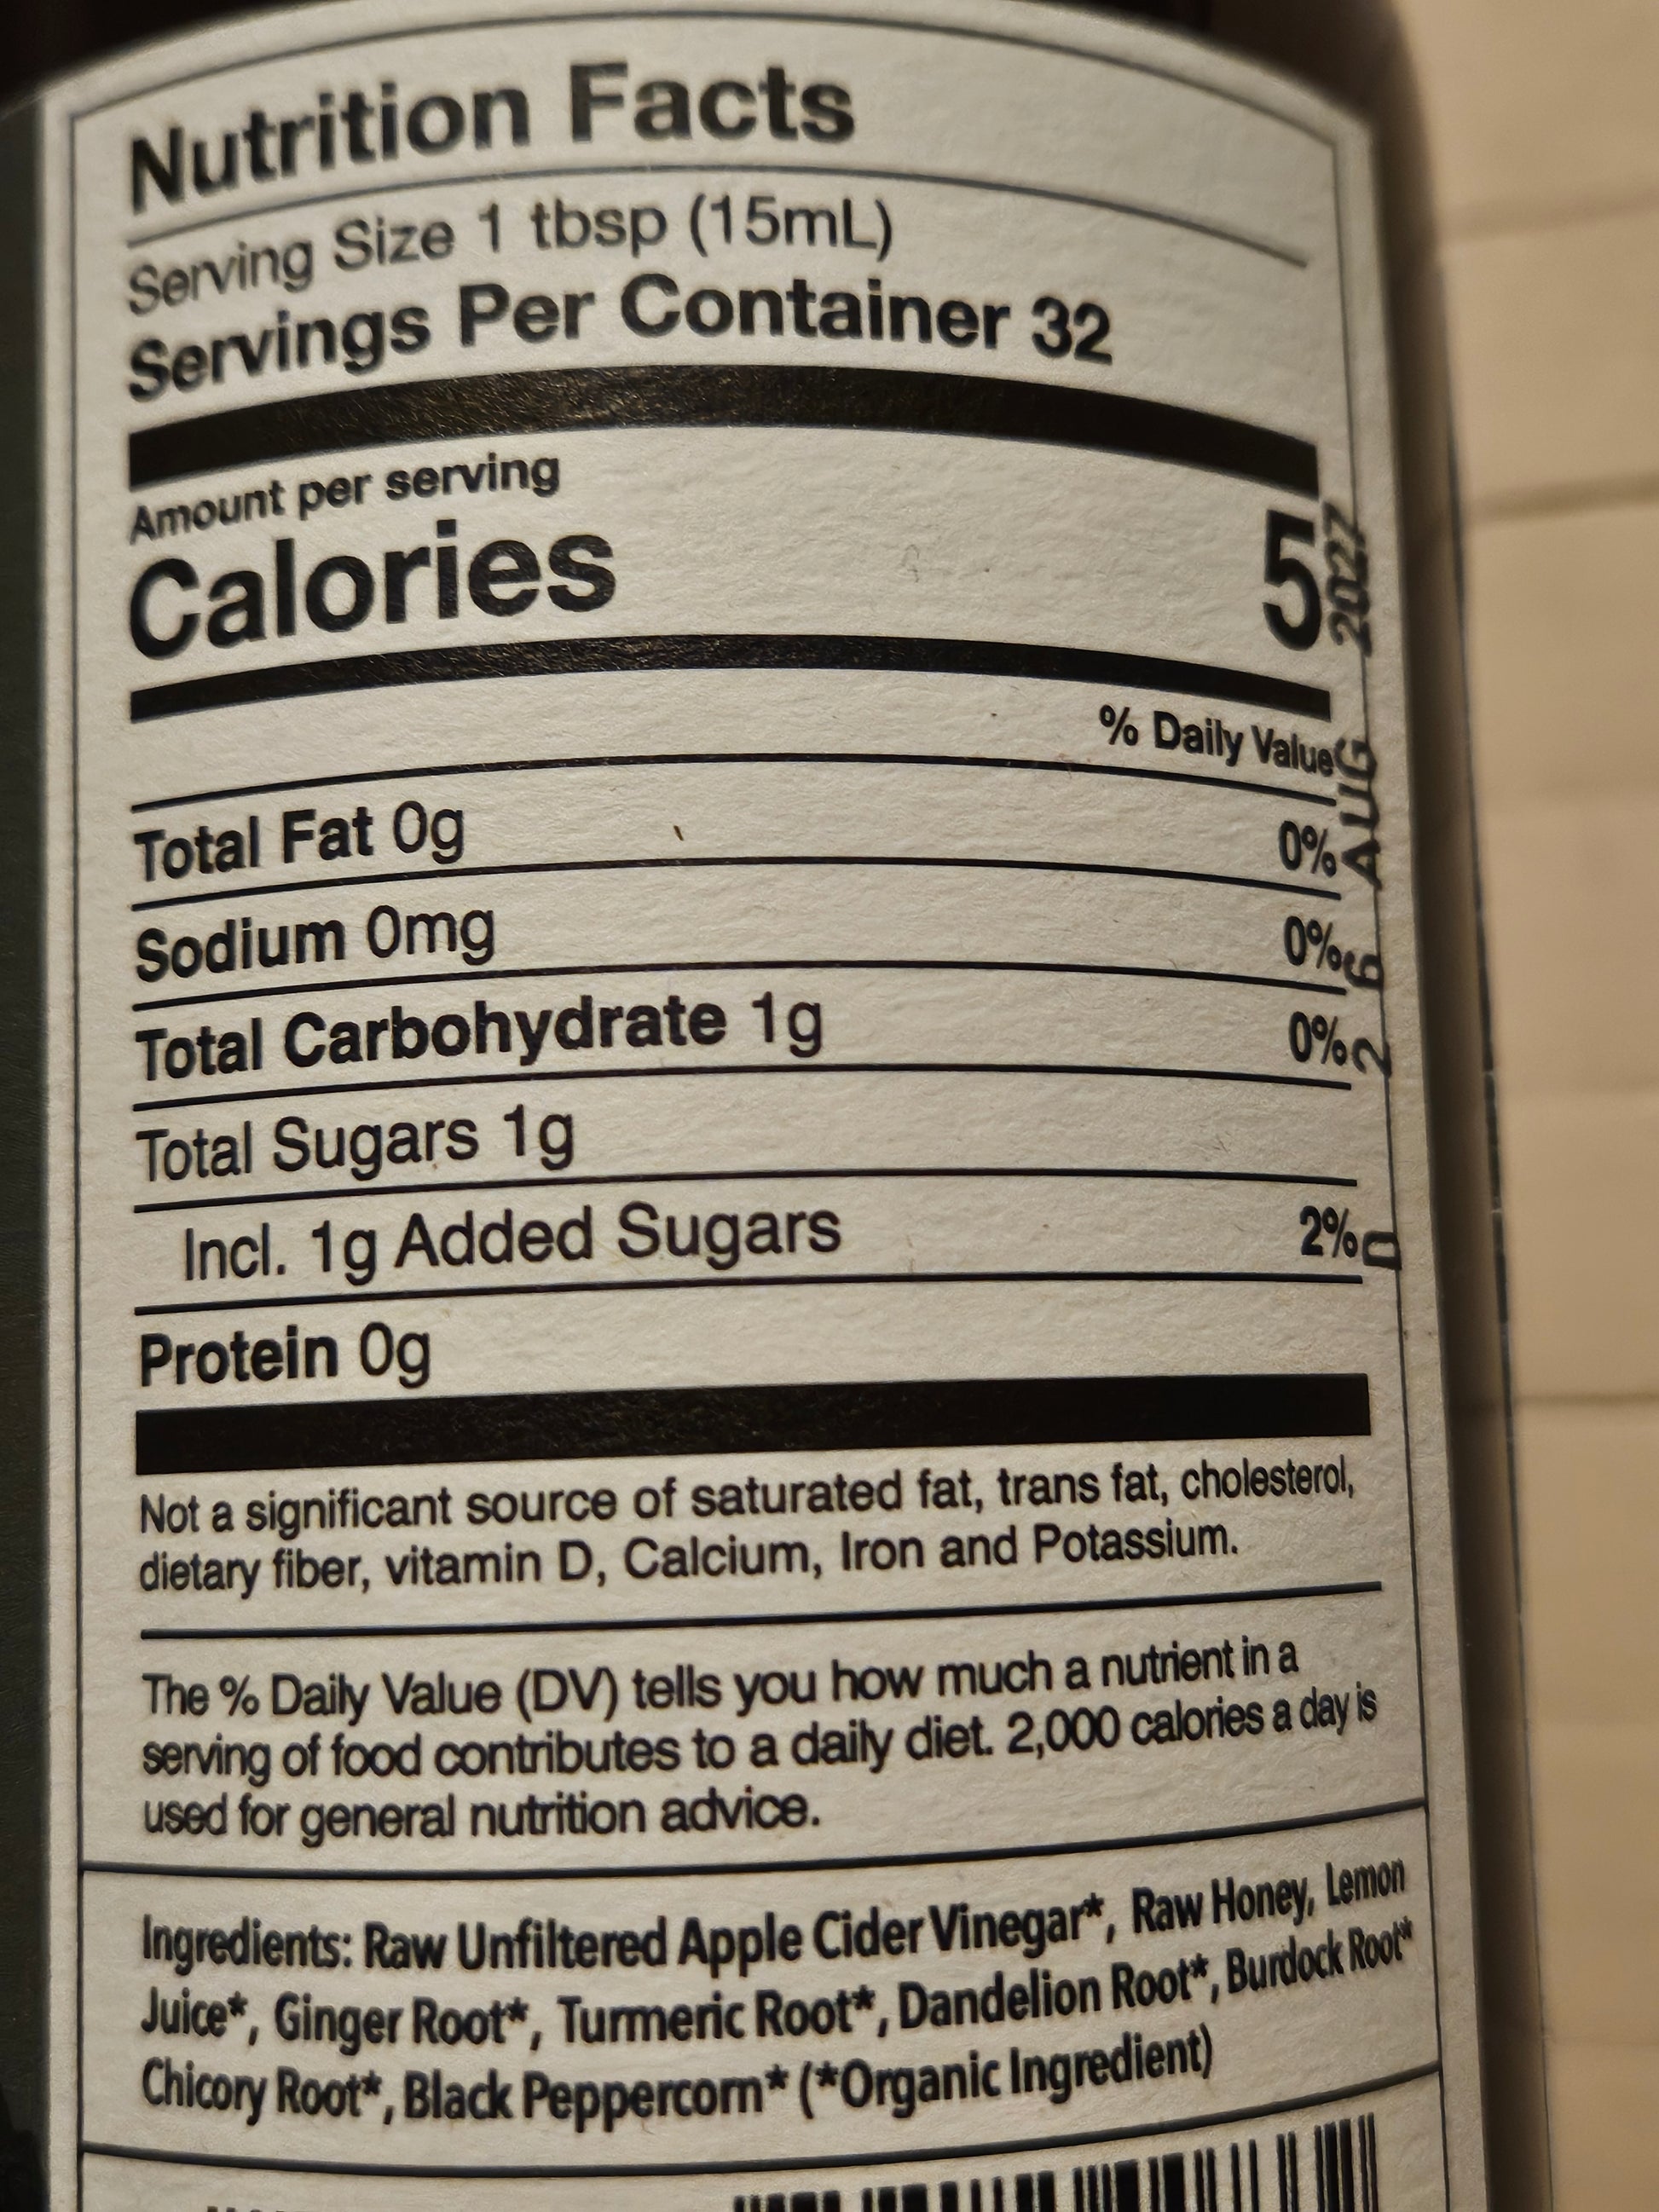 Nutrition Facts
Serving Size 1 tbsp (15mL)
Servings Per Container 32
Amount per serving
Calories 5
% Daily Value
Total Fat 0g 0%
Sodium 0mg 0%
Total Carbohydrate 1g 0%
Total Sugars 1g
Incl. 1g Added Sugars 2%
Protein 0g
Not a significant source of saturated fat, trans fat, cholesterol,
dietary fiber, vitamin D, Calcium, Iron and Potassium.
The % Daily Value (DV) tells you how much a nutrient in a
serving of food contributes to a daily diet. 2,000 calories a day is
used for general nutrition advice.
Ingredients: Raw Unfiltered Apple Cider Vinegar*, Raw Honey, Lemon
Juice*, Ginger Root*, Turmeric Root*, Dandelion Root*, Burdock Root*
Chicory Root*, Black Peppercorn* (*Organic Ingredient)
26 AUG 2027